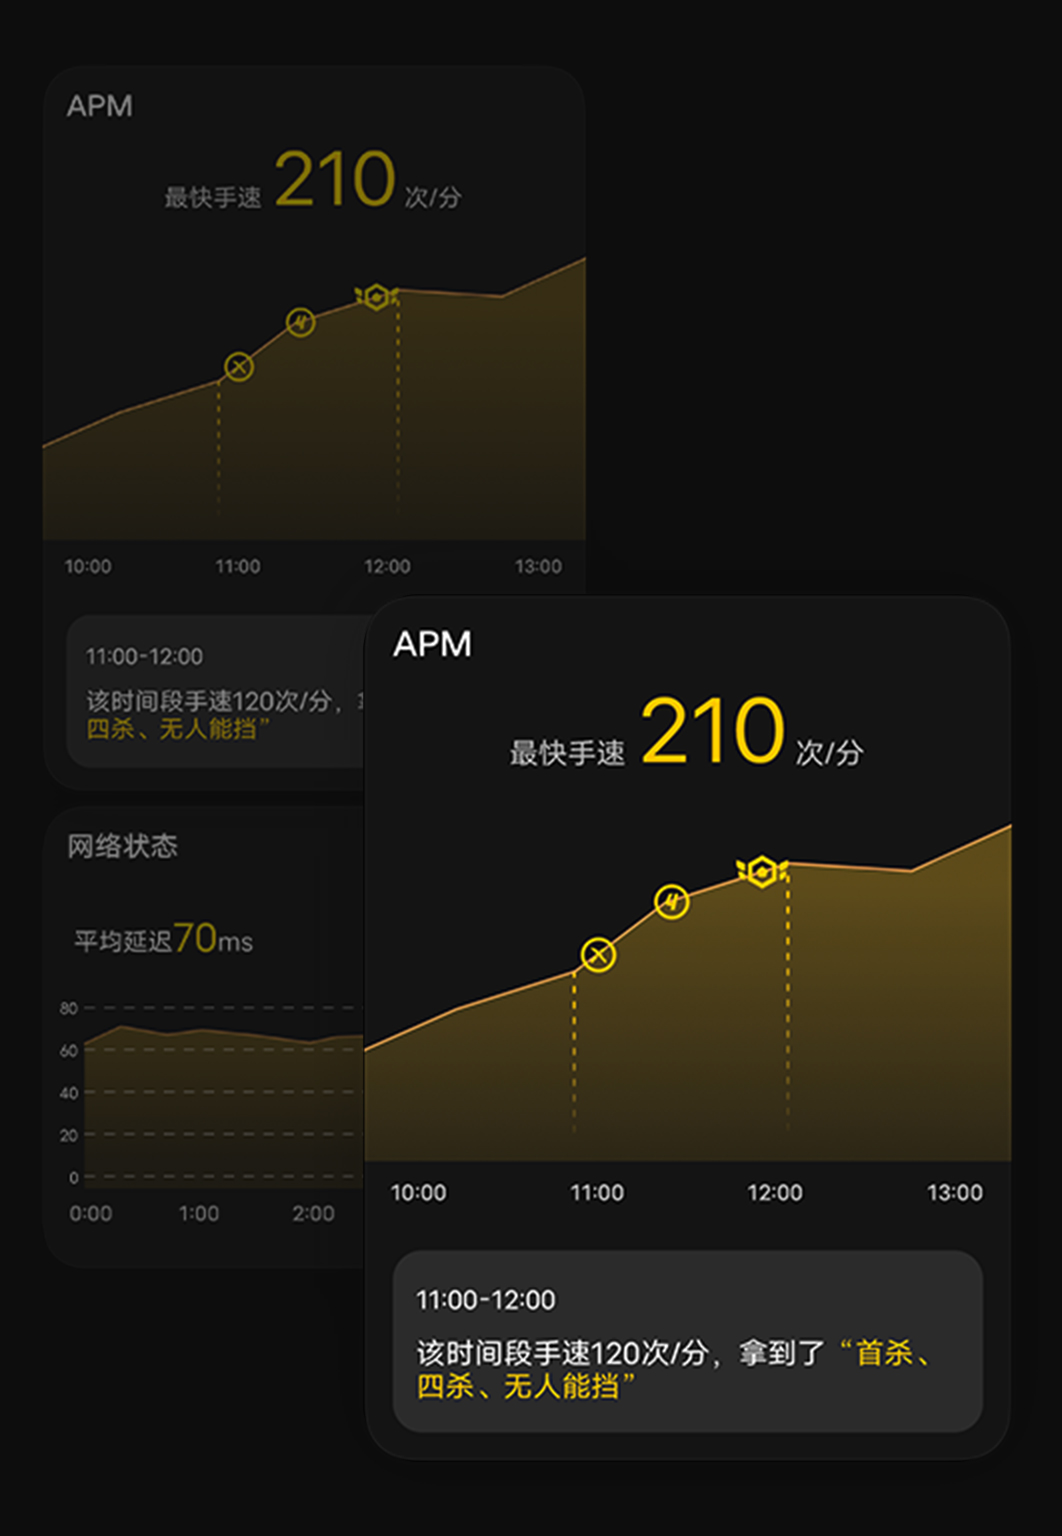 APM
最快手速 210 次/分
10:00 11:00 12:00 13:00
11:00-12:00
该时间段手速120次/分，
四杀、无人能挡”
网络状态
平均延迟70ms
80
60
40
20
0
0:00 1:00 2:00
APM
最快手速 210 次/分
10:00 11:00 12:00 13:00
11:00-12:00
该时间段手速120次/分，拿到了“首杀、
四杀、无人能挡”